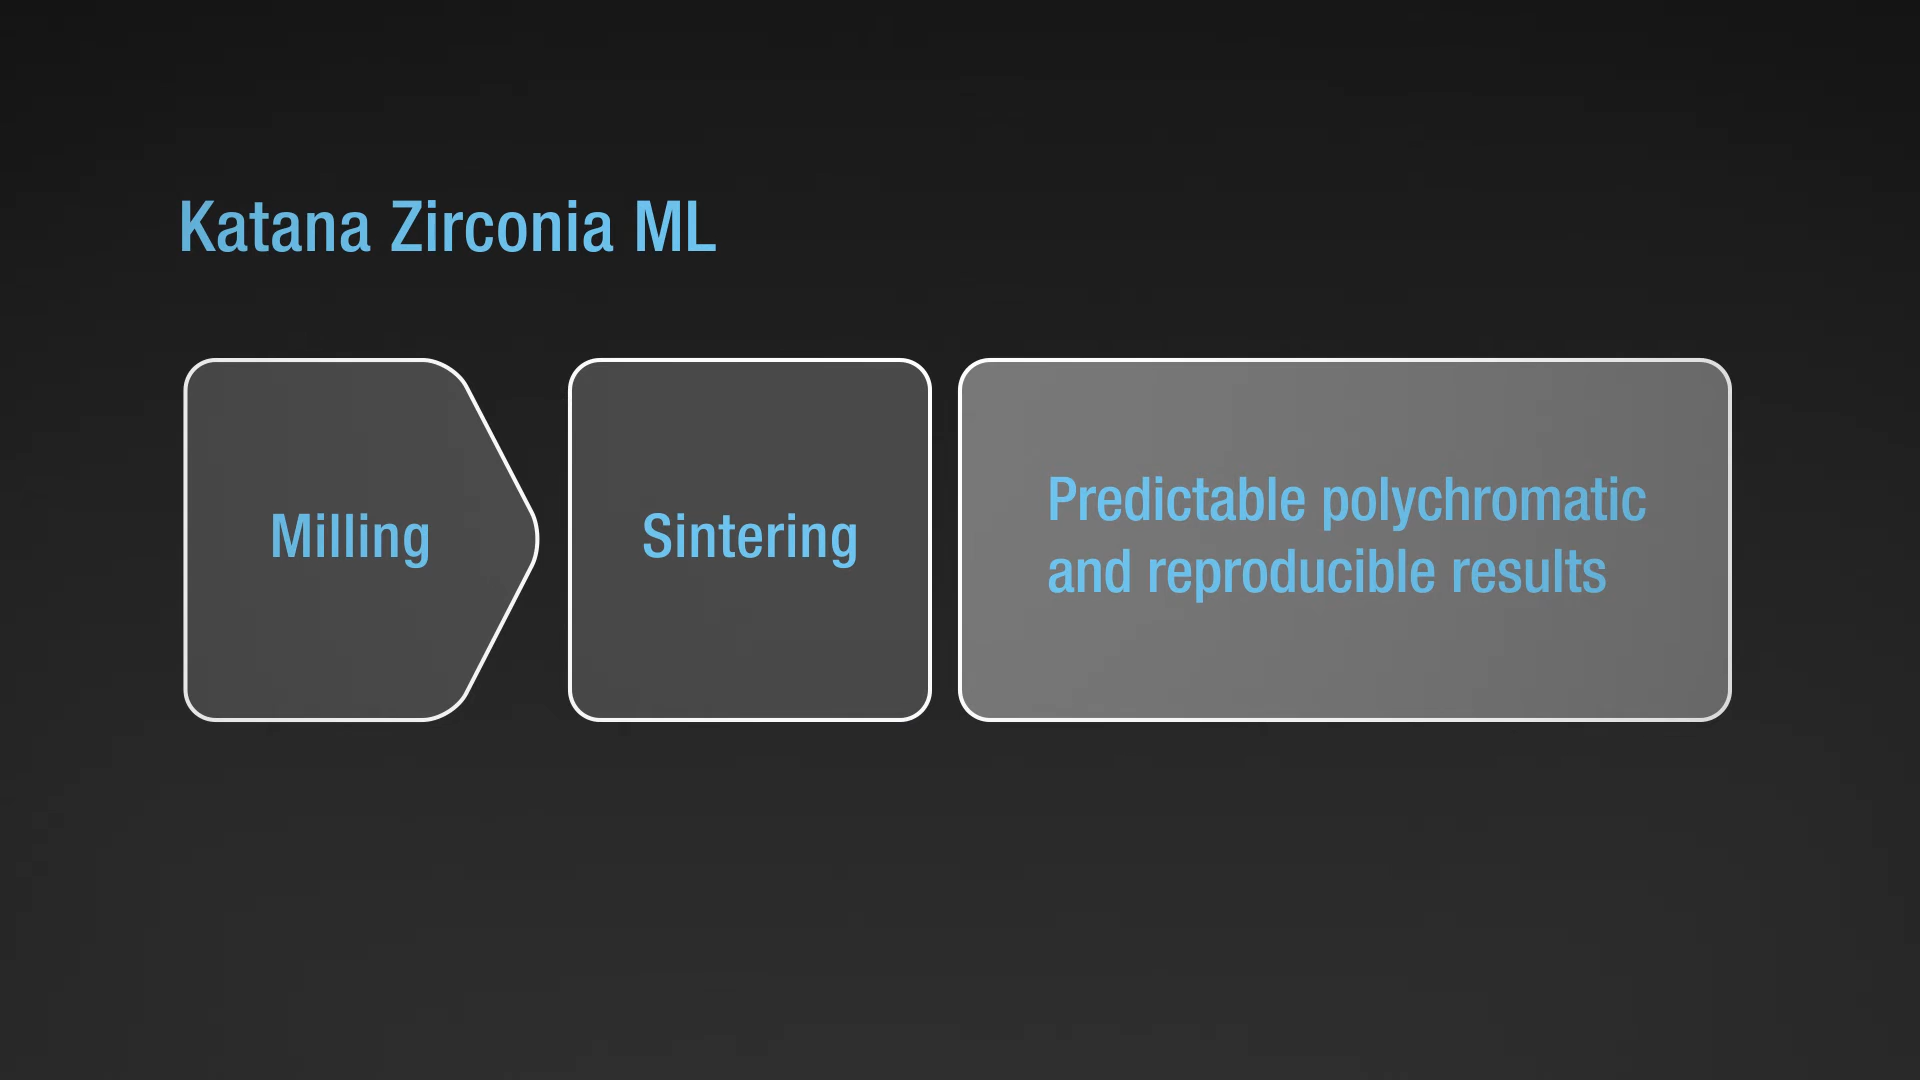 Katana Zirconia ML
Milling
Sintering
Predictable polychromatic
and reproducible results